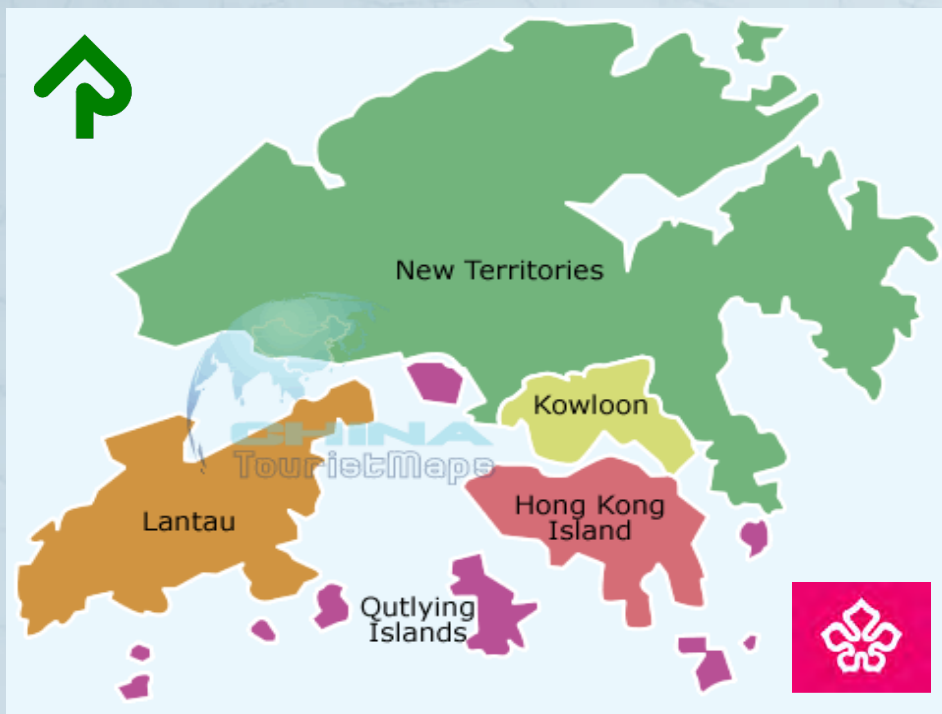 New Territories
Kowloon
CHINA
TouristMaps
Hong Kong
Island
Lantau
Qutlying
Islands